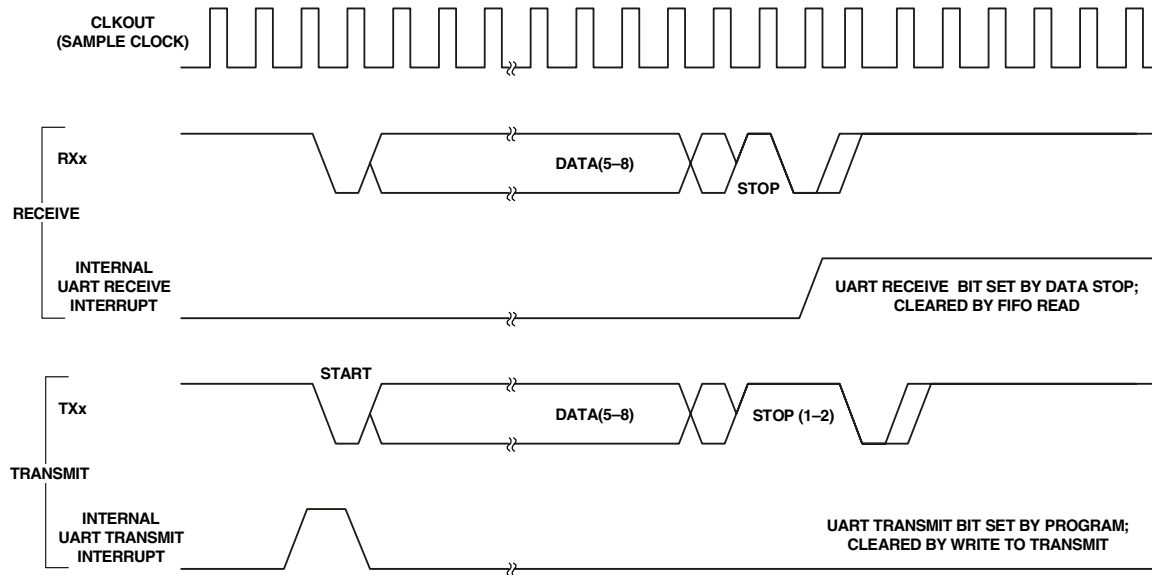 CLKOUT
(SAMPLE CLOCK)
RXx
DATA(5–8)
STOP
RECEIVE
INTERNAL
UART RECEIVE
INTERRUPT
UART RECEIVE BIT SET BY DATA STOP;
CLEARED BY FIFO READ
START
TXx
DATA(5–8)
STOP (1–2)
TRANSMIT
INTERNAL
UART TRANSMIT
INTERRUPT
UART TRANSMIT BIT SET BY PROGRAM;
CLEARED BY WRITE TO TRANSMIT